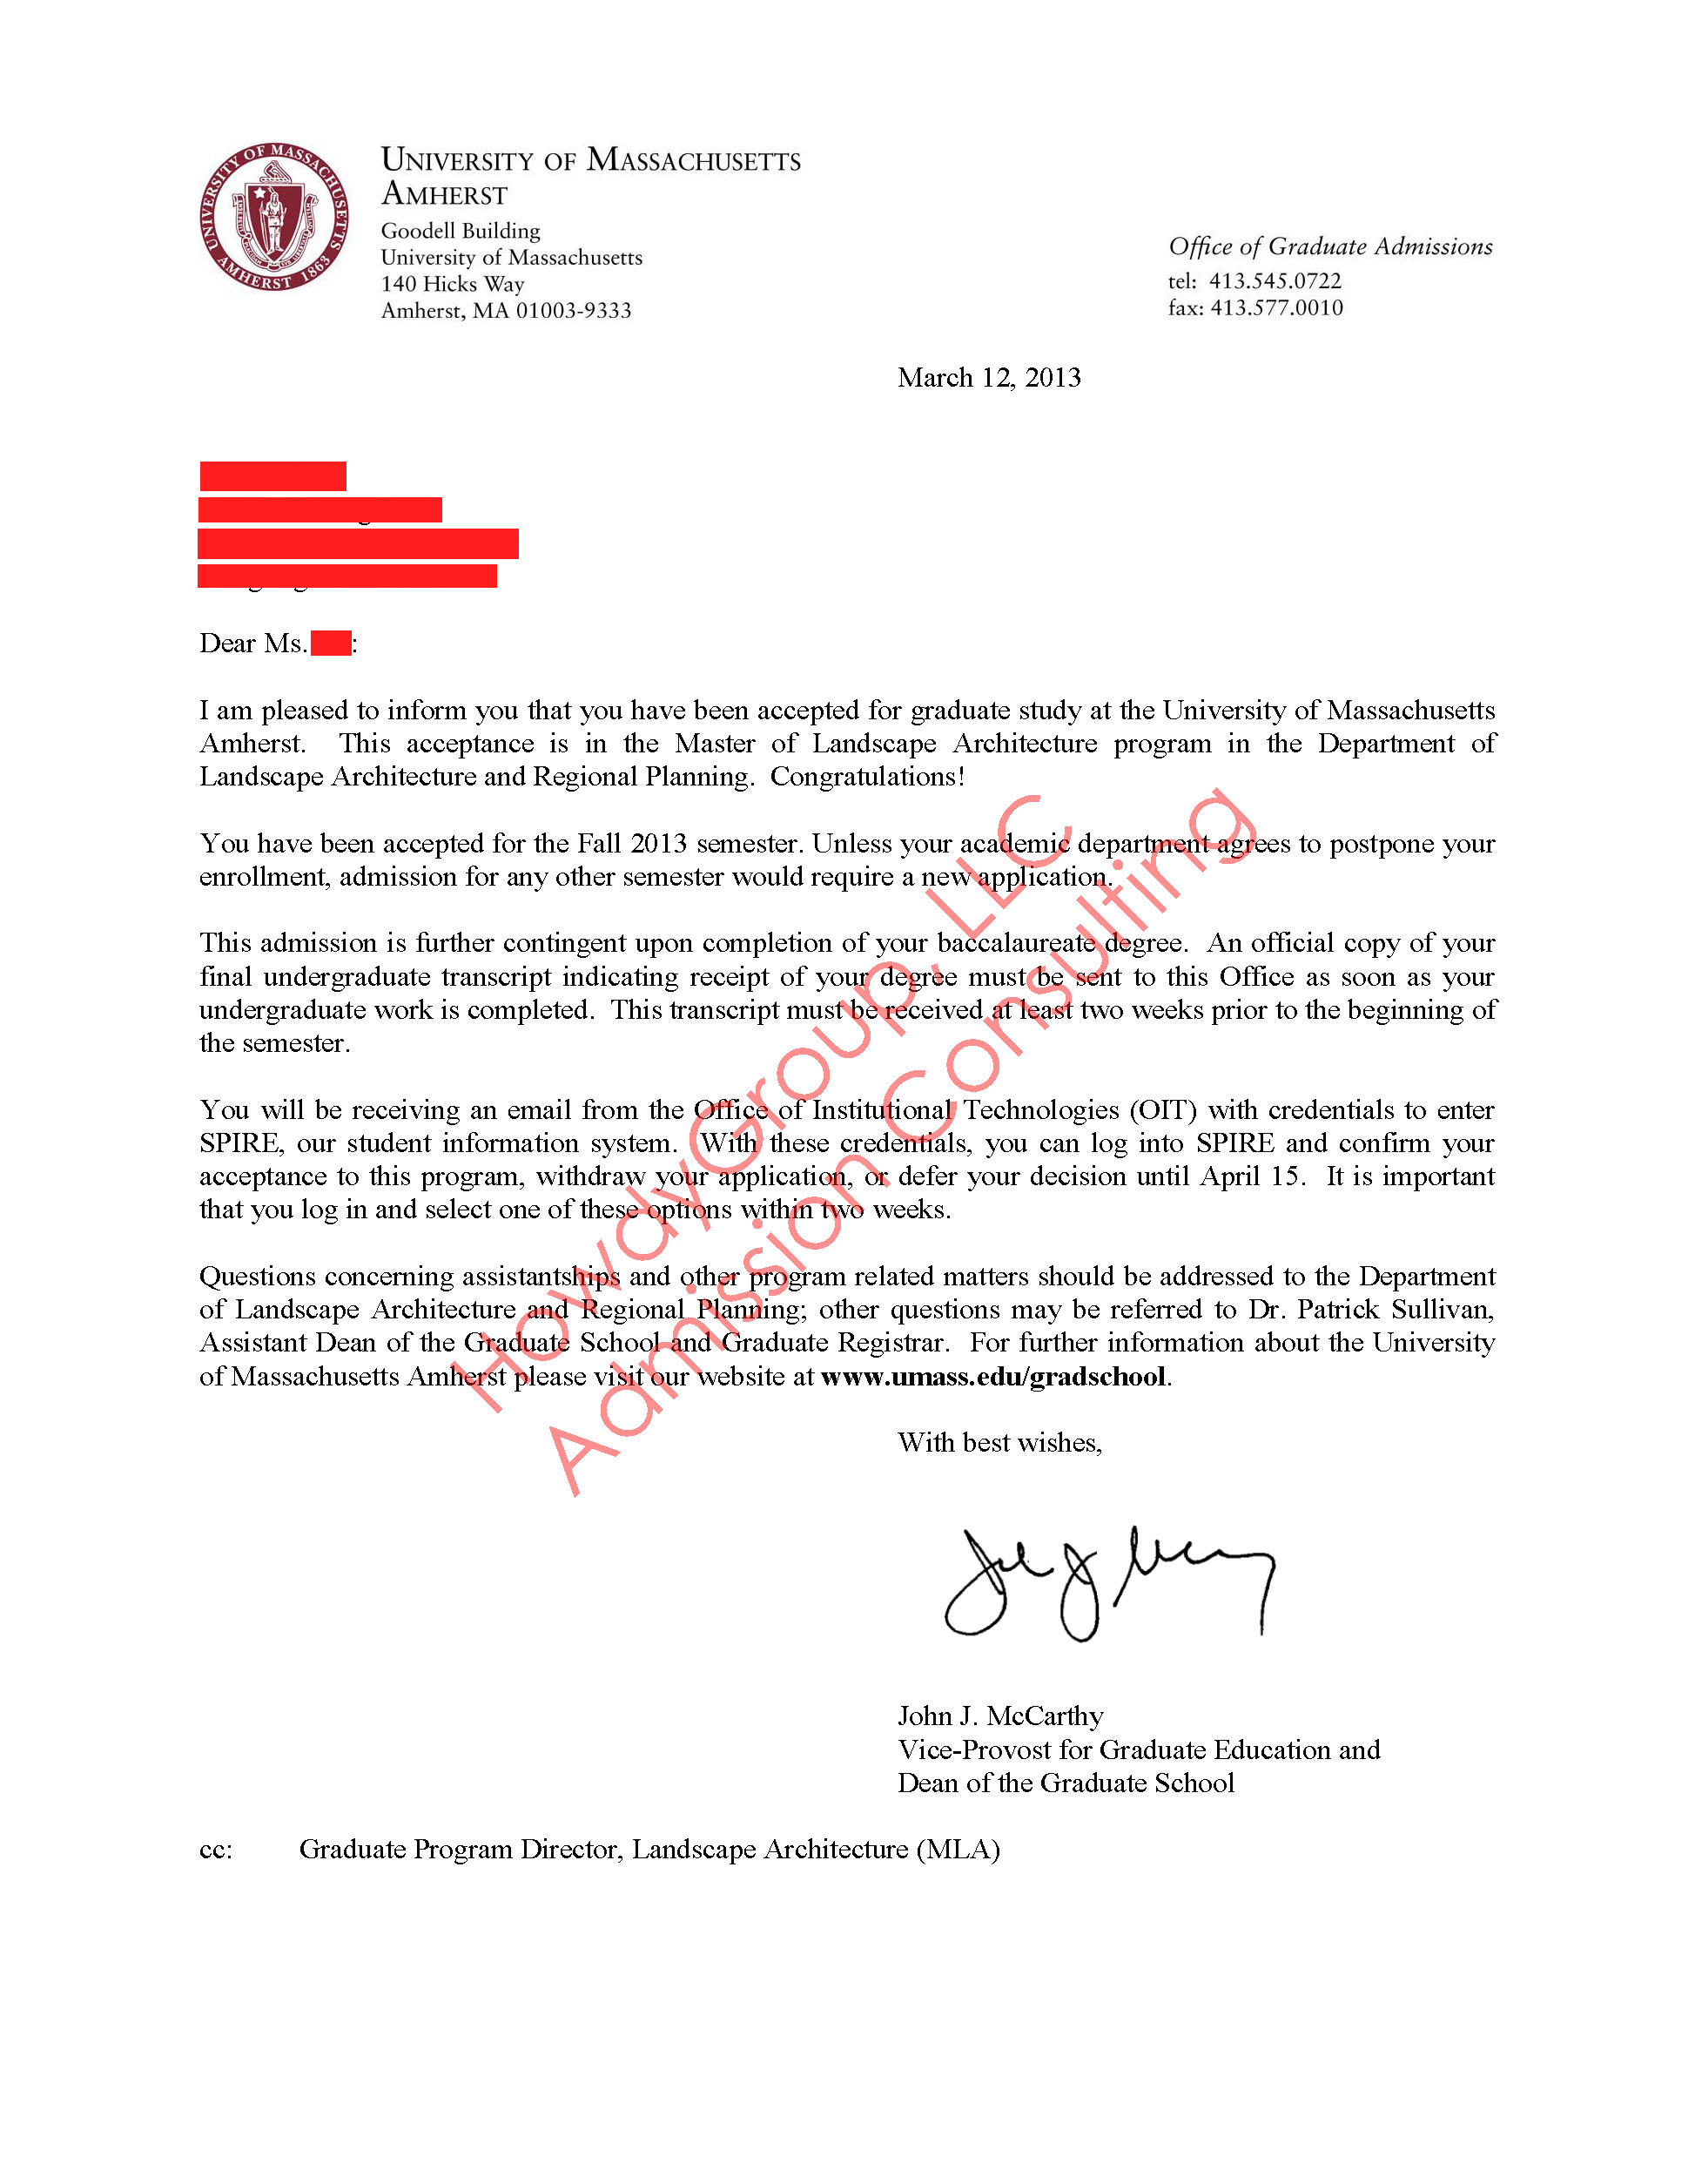 UNIVERSITY OF MASSACHUSETTS
AMHERST 1863
UNIVERSITY OF MASSACHUSETTS
AMHERST
Goodell Building
University of Massachusetts
140 Hicks Way
Amherst, MA 01003-9333
Office of Graduate Admissions
tel: 413.545.0722
fax: 413.577.0010
March 12, 2013
Dear Ms. :
I am pleased to inform you that you have been accepted for graduate study at the University of Massachusetts
Amherst. This acceptance is in the Master of Landscape Architecture program in the Department of
Landscape Architecture and Regional Planning. Congratulations!
You have been accepted for the Fall 2013 semester. Unless your academic department agrees to postpone your
enrollment, admission for any other semester would require a new application.
This admission is further contingent upon completion of your baccalaureate degree. An official copy of your
final undergraduate transcript indicating receipt of your degree must be sent to this Office as soon as your
undergraduate work is completed. This transcript must be received at least two weeks prior to the beginning of
the semester.
You will be receiving an email from the Office of Institutional Technologies (OIT) with credentials to enter
SPIRE, our student information system. With these credentials, you can log into SPIRE and confirm your
acceptance to this program, withdraw your application, or defer your decision until April 15. It is important
that you log in and select one of these options within two weeks.
Questions concerning assistantships and other program related matters should be addressed to the Department
of Landscape Architecture and Regional Planning; other questions may be referred to Dr. Patrick Sullivan,
Assistant Dean of the Graduate School and Graduate Registrar. For further information about the University
of Massachusetts Amherst please visit our website at www.umass.edu/gradschool.
With best wishes,
John J. McCarthy
Vice-Provost for Graduate Education and
Dean of the Graduate School
cc: Graduate Program Director, Landscape Architecture (MLA)
HowdyGroup, LLC
Admission Consulting